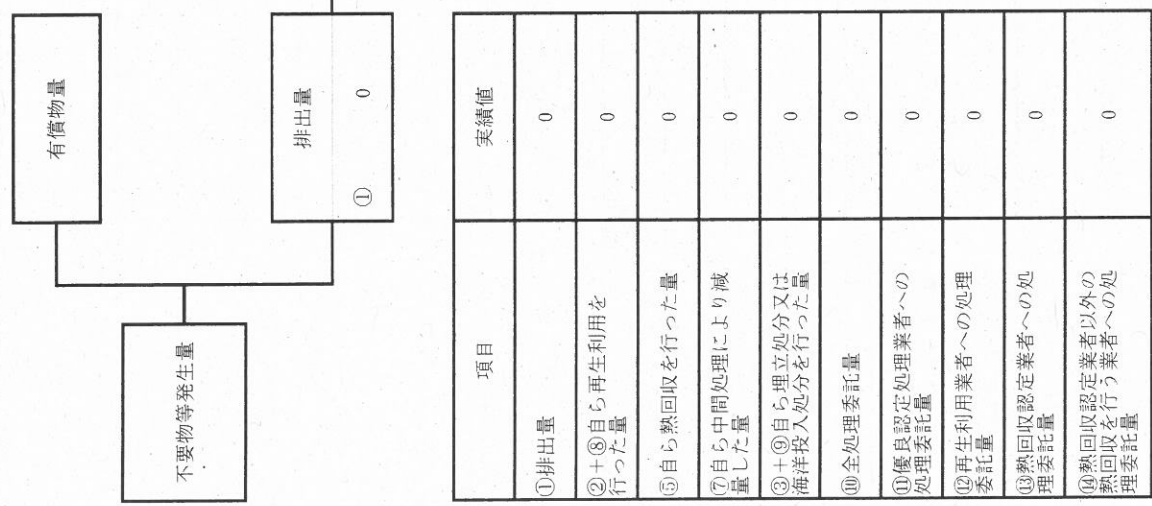 不要物等発生量
有償物量
排出量
① 0
項目
実績値
①排出量
0
②+⑧自ら再生利用を
行った量
0
⑤自ら熱回収を行った量
0
⑦自ら中間処理により減
量した量
0
③+⑨自ら埋立処分又は
海洋投入処分を行った量
0
⑩全処理委託量
0
⑪優良認定処理業者への
処理委託量
0
⑫再生利用業者への処理
委託量
0
⑬熱回収認定業者への処
理委託量
0
⑭熱回収認定業者以外の
熱回収を行う業者への処
理委託量
0